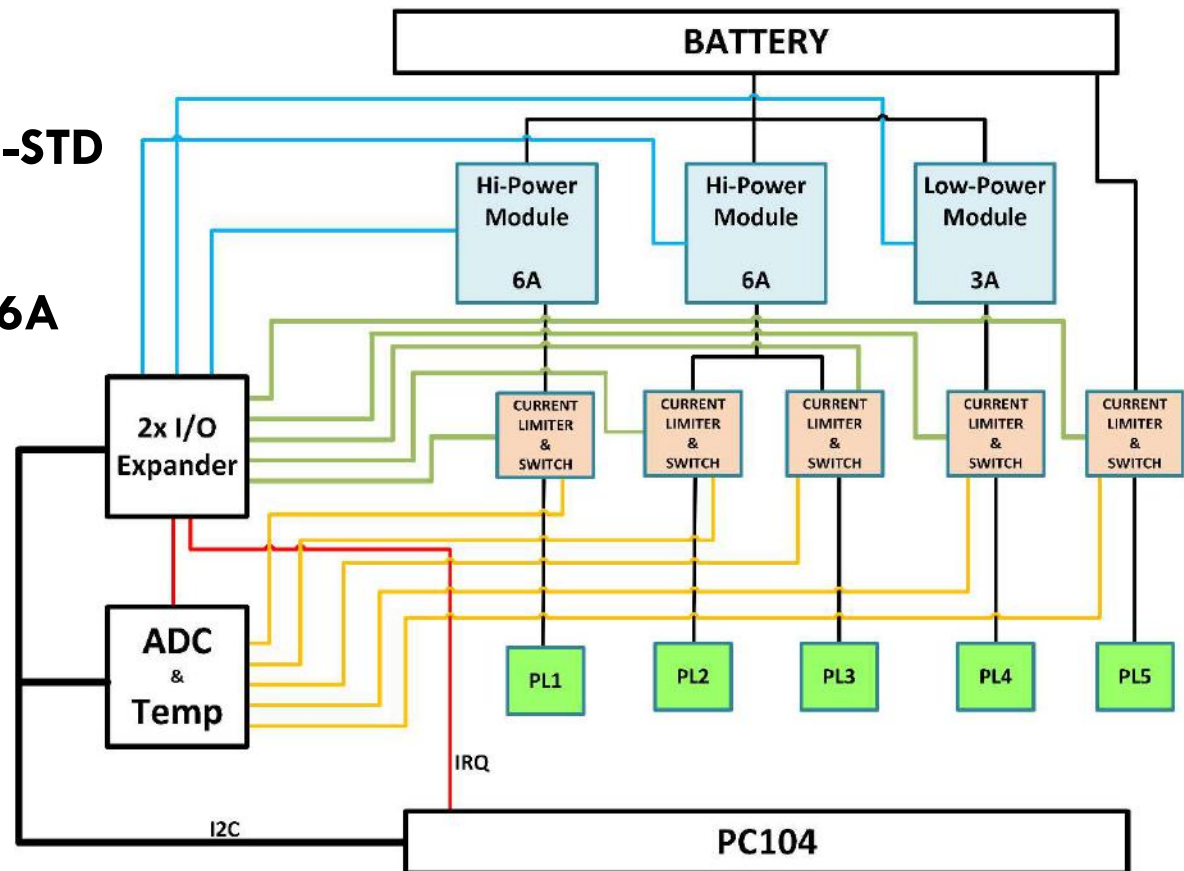 BATTERY
-STD
Hi-Power
Module
6A
Hi-Power
Module
6A
Low-Power
Module
3A
6A
2x I/O
Expander
CURRENT
LIMITER
&
SWITCH
CURRENT
LIMITER
&
SWITCH
CURRENT
LIMITER
&
SWITCH
CURRENT
LIMITER
&
SWITCH
CURRENT
LIMITER
&
SWITCH
ADC
&
Temp
PL1
PL2
PL3
PL4
PL5
IRQ
I2C
PC104